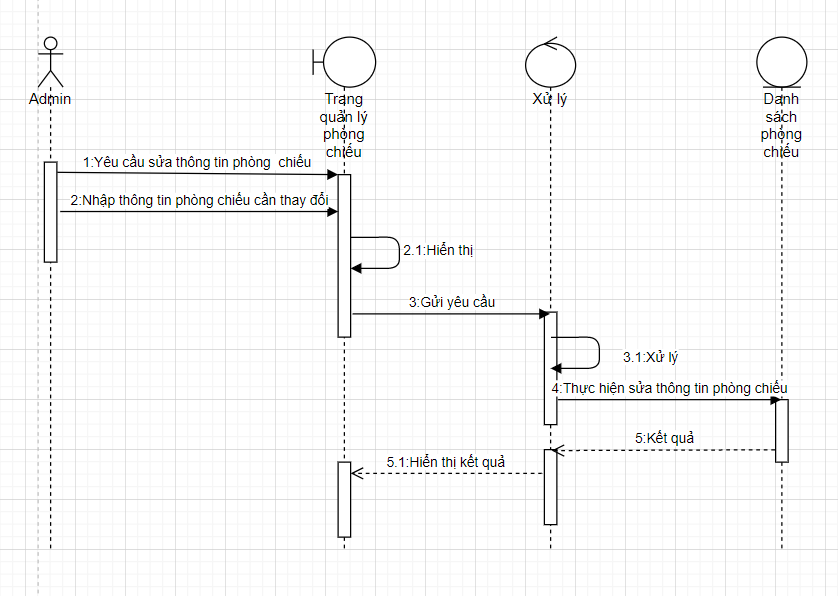 Admin
Trang
quản lý
phòng
chiếu
Xử lý
Danh
sách
phòng
chiếu
1:Yêu cầu sửa thông tin phòng  chiếu
2:Nhập thông tin phòng chiếu cần thay đổi
2.1:Hiển thị
3:Gửi yêu cầu
3.1:Xử lý
4:Thực hiện sửa thông tin phòng chiếu
5:Kết quả
5.1:Hiển thị kết quả